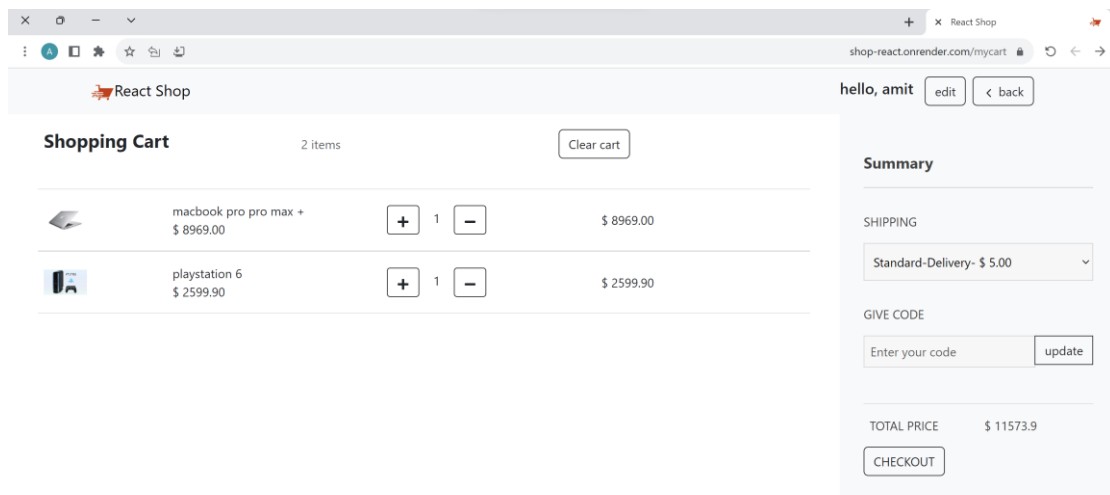 React Shop
A
shop-react.onrender.com/mycart
React Shop
hello, amit
edit
< back
Shopping Cart
2 items
Clear cart
macbook pro pro max +
$ 8969.00
+ 1 −
$ 8969.00
playstation 6
$ 2599.90
+ 1 −
$ 2599.90
Summary
SHIPPING
Standard-Delivery- $ 5.00
GIVE CODE
Enter your code
update
TOTAL PRICE $ 11573.9
CHECKOUT